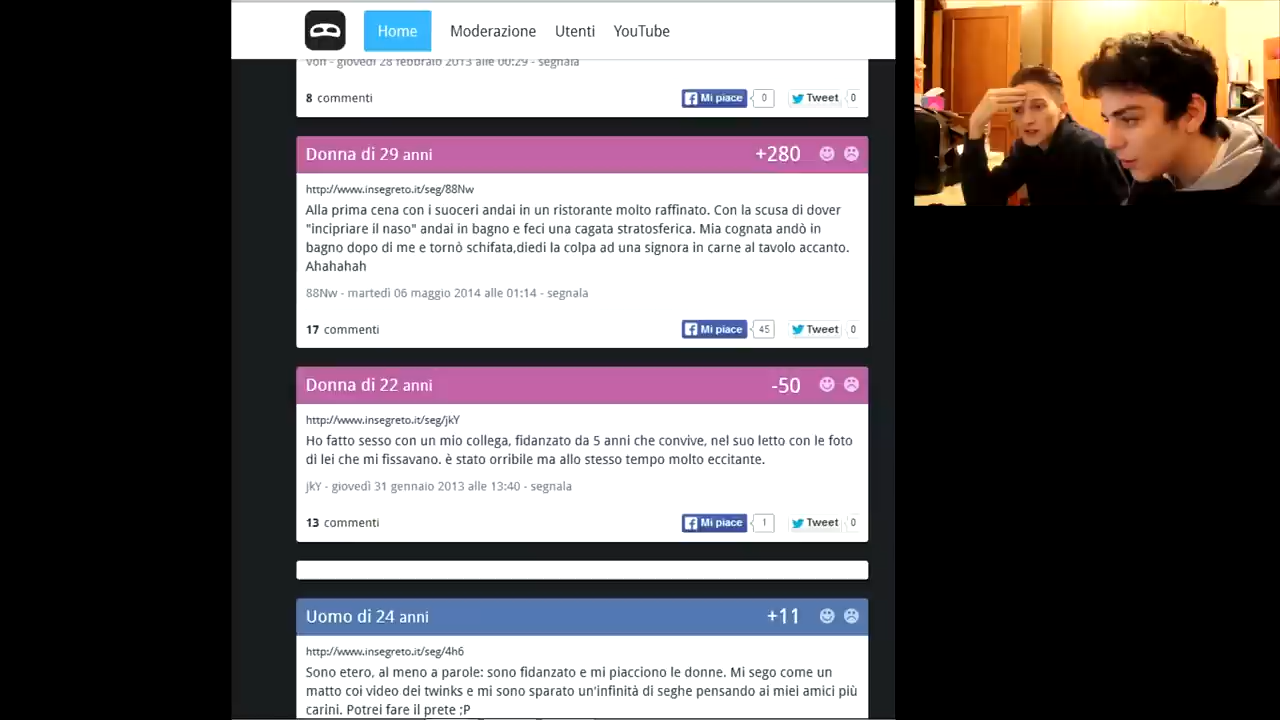 Home Moderazione Utenti YouTube
von - giovedì 28 febbraio 2013 alle 00:29 - segnala
8 commenti Mi piace 0 Tweet 0
Donna di 29 anni +280
http://www.insegreto.it/seg/88Nw
Alla prima cena con i suoceri andai in un ristorante molto raffinato. Con la scusa di dover
"incipriare il naso" andai in bagno e feci una cagata stratosferica. Mia cognata andò in
bagno dopo di me e tornò schifata,diedi la colpa ad una signora in carne al tavolo accanto.
Ahahahah
88Nw - martedì 06 maggio 2014 alle 01:14 - segnala
17 commenti Mi piace 45 Tweet 0
Donna di 22 anni -50
http://www.insegreto.it/seg/jkY
Ho fatto sesso con un mio collega, fidanzato da 5 anni che convive, nel suo letto con le foto
di lei che mi fissavano. è stato orribile ma allo stesso tempo molto eccitante.
jkY - giovedì 31 gennaio 2013 alle 13:40 - segnala
13 commenti Mi piace 1 Tweet 0
Uomo di 24 anni +11
http://www.insegreto.it/seg/4h6
Sono etero, al meno a parole: sono fidanzato e mi piacciono le donne. Mi sego come un
matto coi video dei twinks e mi sono sparato un'infinità di seghe pensando ai miei amici più
carini. Potrei fare il prete ;P